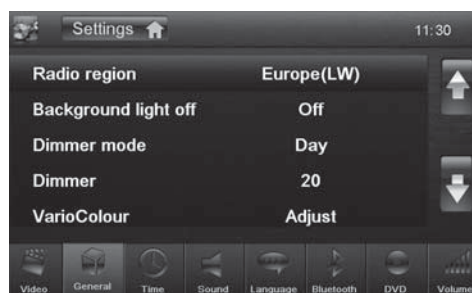 Settings 11:30
Radio region Europe(LW)
Background light off Off
Dimmer mode Day
Dimmer 20
VarioColour Adjust
Video General Time Sound Language Bluetooth DVD Volume